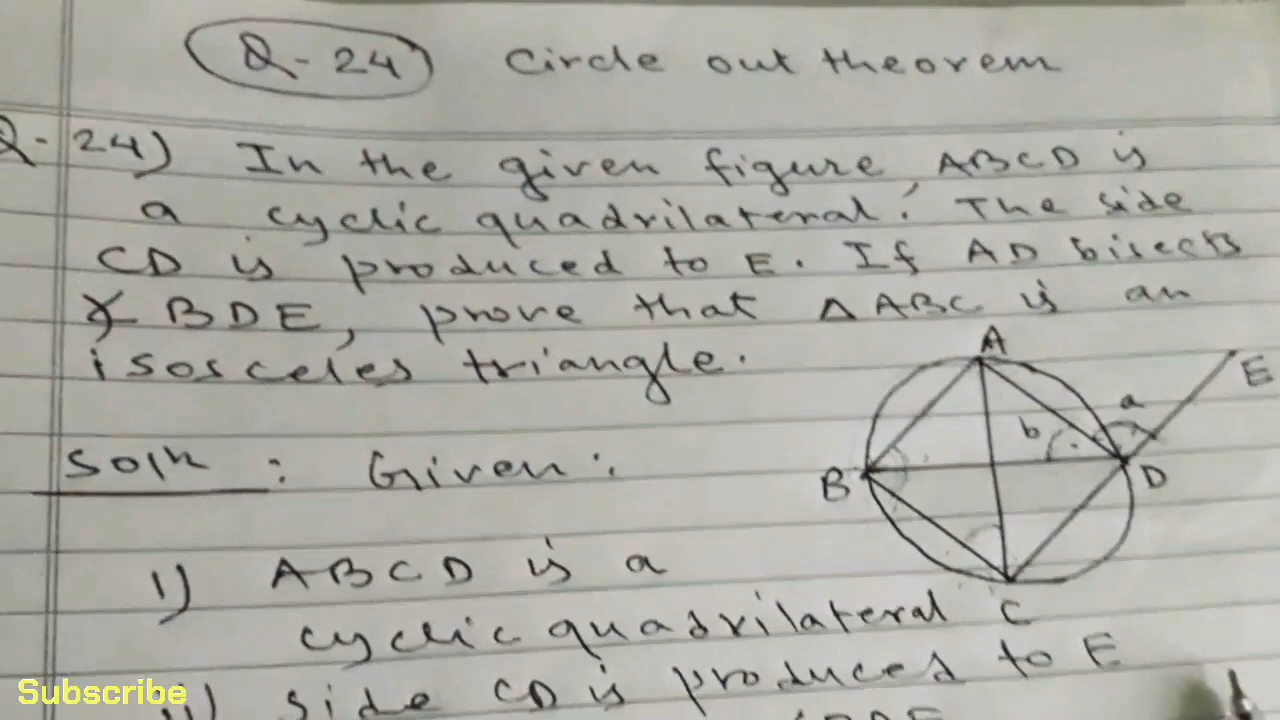 Q-24 Circle out theorem
Q-24) In the given figure, ABCD is
a cyclic quadrilateral. The side
CD is produced to E. If AD bisects
∡ BDE, prove that △ ABC is an
isosceles triangle.
A
E
a
b
B
D
C
Soln : Given :
1) ABCD is a
cyclic quadrilateral
ii) side CD is produced to E
Subscribe